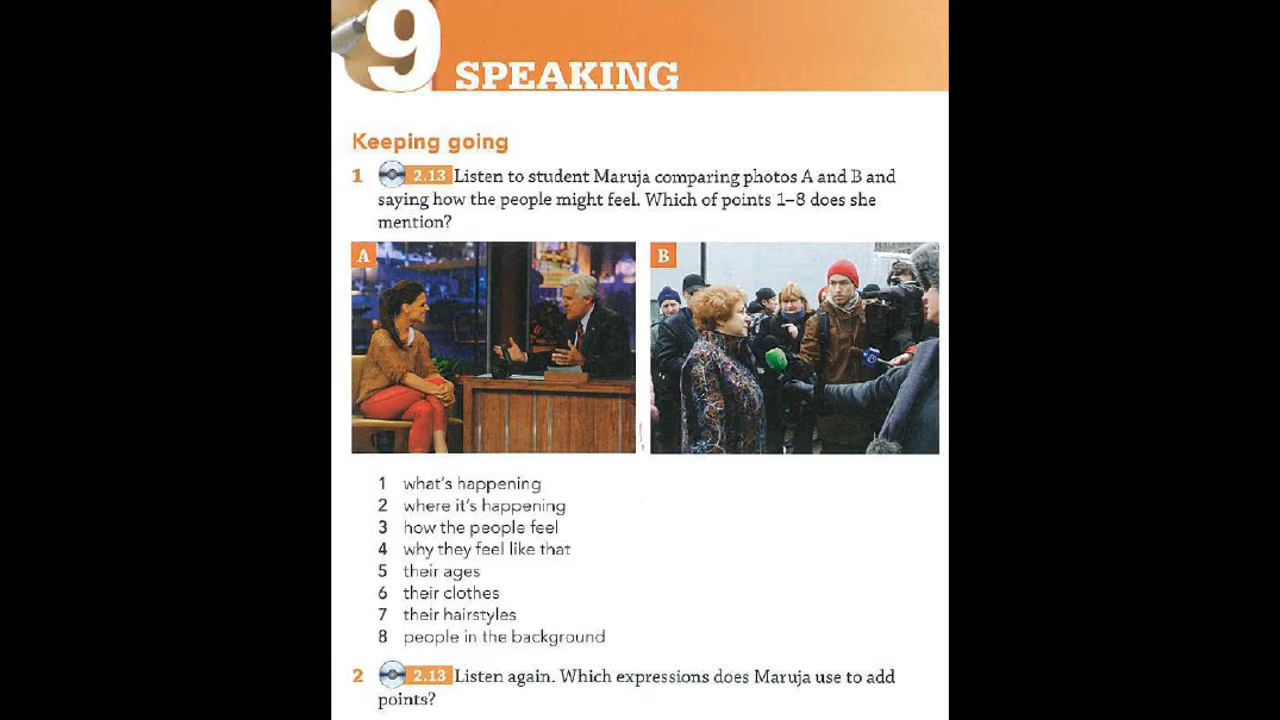 9
SPEAKING
Keeping going
1 2.13 Listen to student Maruja comparing photos A and B and
saying how the people might feel. Which of points 1–8 does she
mention?
A
B
1 what's happening
2 where it's happening
3 how the people feel
4 why they feel like that
5 their ages
6 their clothes
7 their hairstyles
8 people in the background
2 2.13 Listen again. Which expressions does Maruja use to add
points?